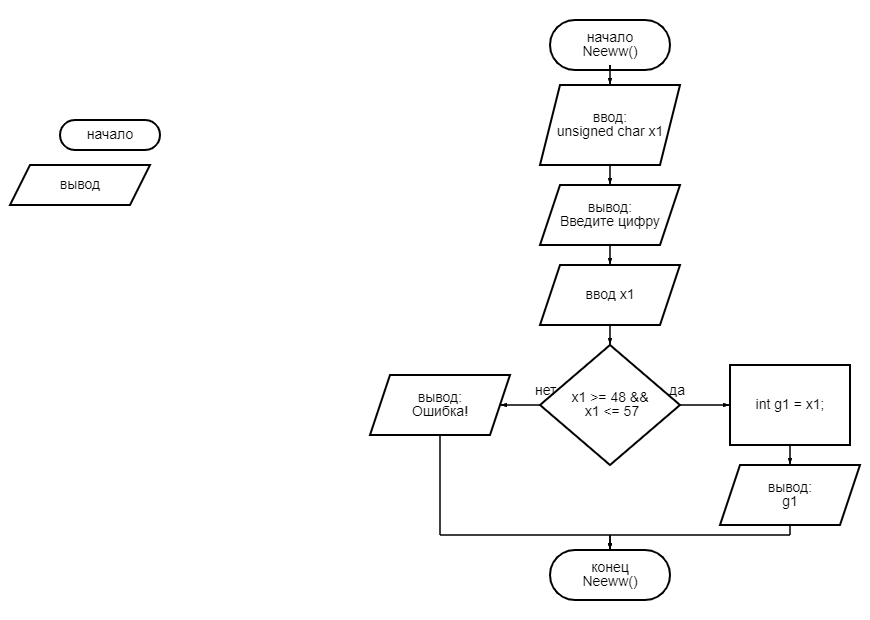 начало
вывод
начало
Neeww()
ввод:
unsigned char x1
вывод:
Введите цифру
ввод x1
нет
x1 >= 48 &&
x1 <= 57
да
вывод:
Ошибка!
int g1 = x1;
вывод:
g1
конец
Neeww()